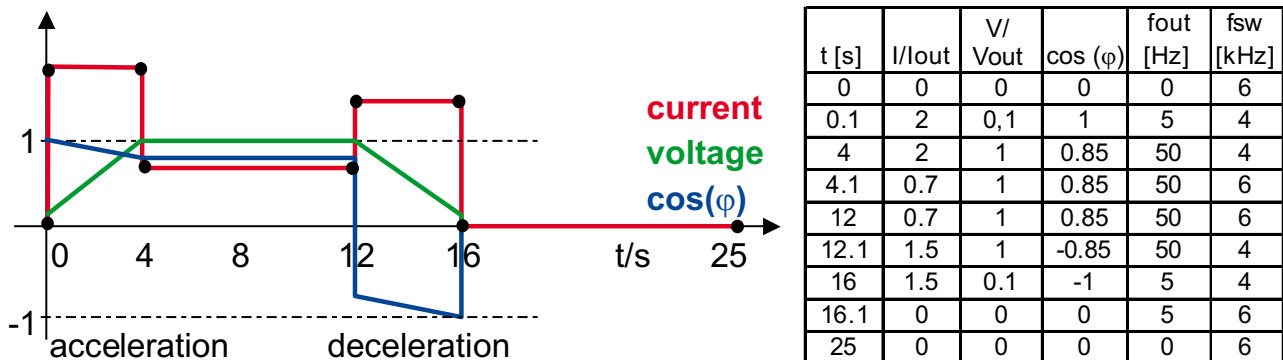 1
-1
0 4 8 12 16 t/s 25
acceleration deceleration
current
voltage
cos(φ)
t [s] I/Iout V/ Vout cos (φ) fout [Hz] fsw [kHz]
0 0 0 0 0 6
0.1 2 0,1 1 5 4
4 2 1 0.85 50 4
4.1 0.7 1 0.85 50 6
12 0.7 1 0.85 50 6
12.1 1.5 1 -0.85 50 4
16 1.5 0.1 -1 5 4
16.1 0 0 0 5 6
25 0 0 0 0 6